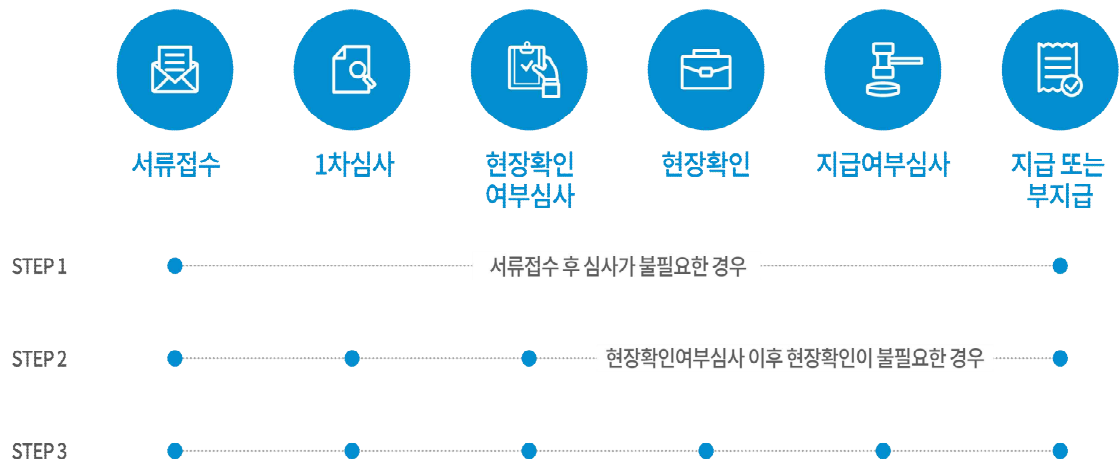 서류접수
1차심사
현장확인
여부심사
현장확인
지급여부심사
지급 또는
부지급
STEP 1
서류접수 후 심사가 불필요한 경우
STEP 2
현장확인여부심사 이후 현장확인이 불필요한 경우
STEP 3